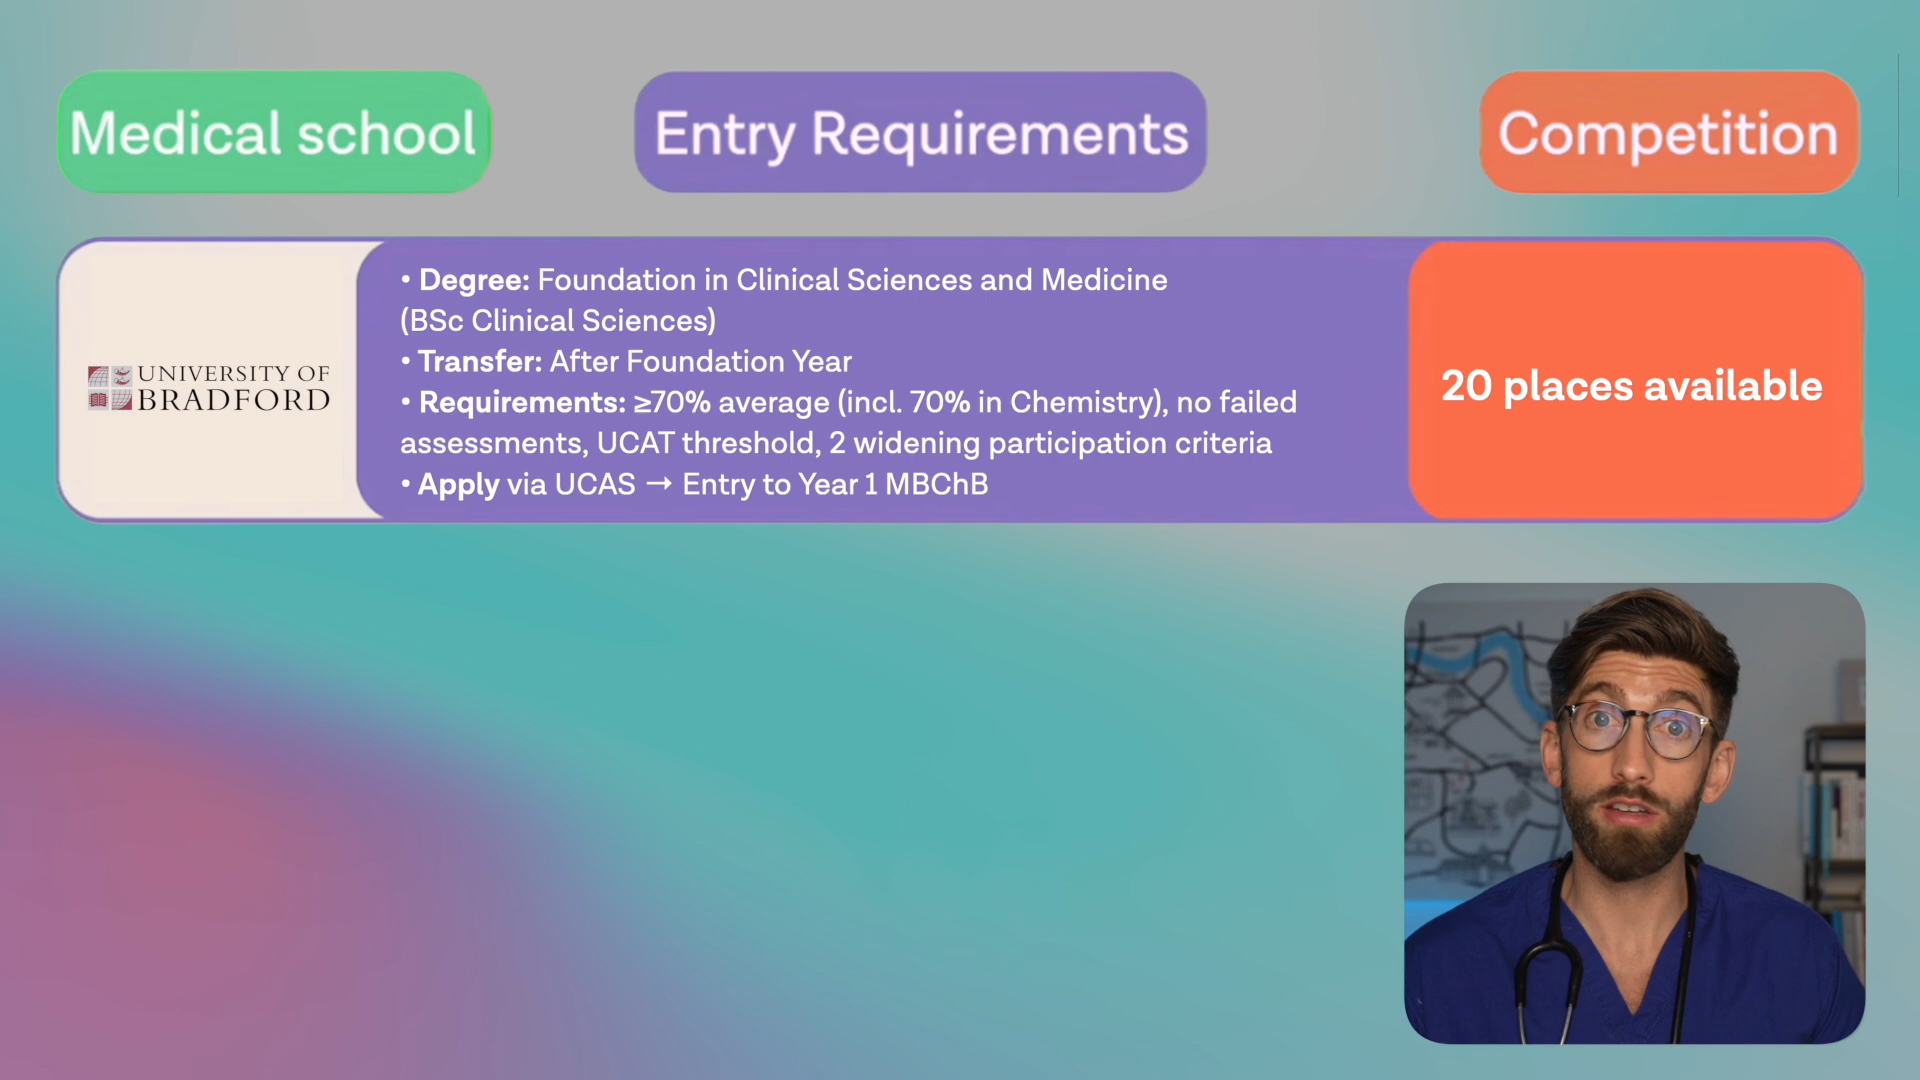 Medical school
Entry Requirements
Competition
UNIVERSITY OF
BRADFORD
• Degree: Foundation in Clinical Sciences and Medicine
(BSc Clinical Sciences)
• Transfer: After Foundation Year
• Requirements: ≥70% average (incl. 70% in Chemistry), no failed
assessments, UCAT threshold, 2 widening participation criteria
• Apply via UCAS → Entry to Year 1 MBChB
20 places available